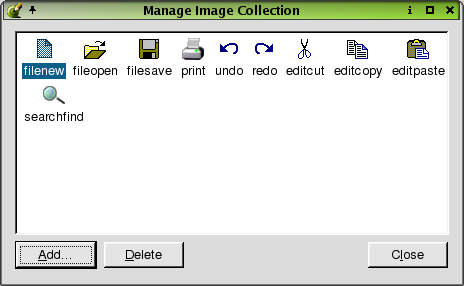 Manage Image Collection
filenew fileopen filesave print undo redo editcut editcopy editpaste
searchfind
Add... Delete Close